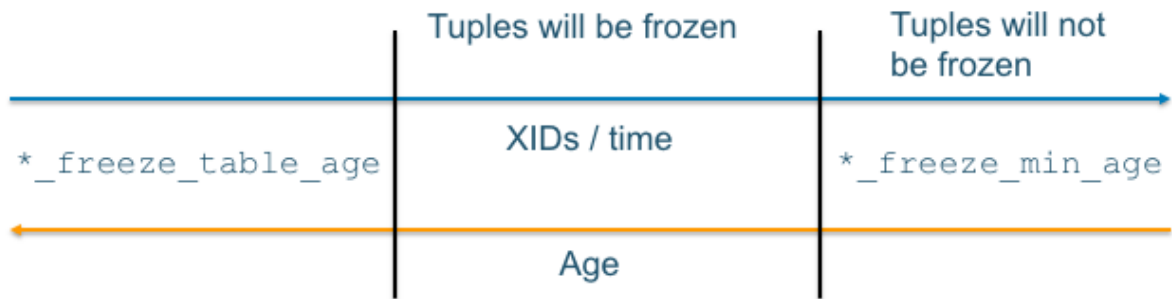 Tuples will be frozen
Tuples will not
be frozen
XIDs / time
*_freeze_table_age
*_freeze_min_age
Age